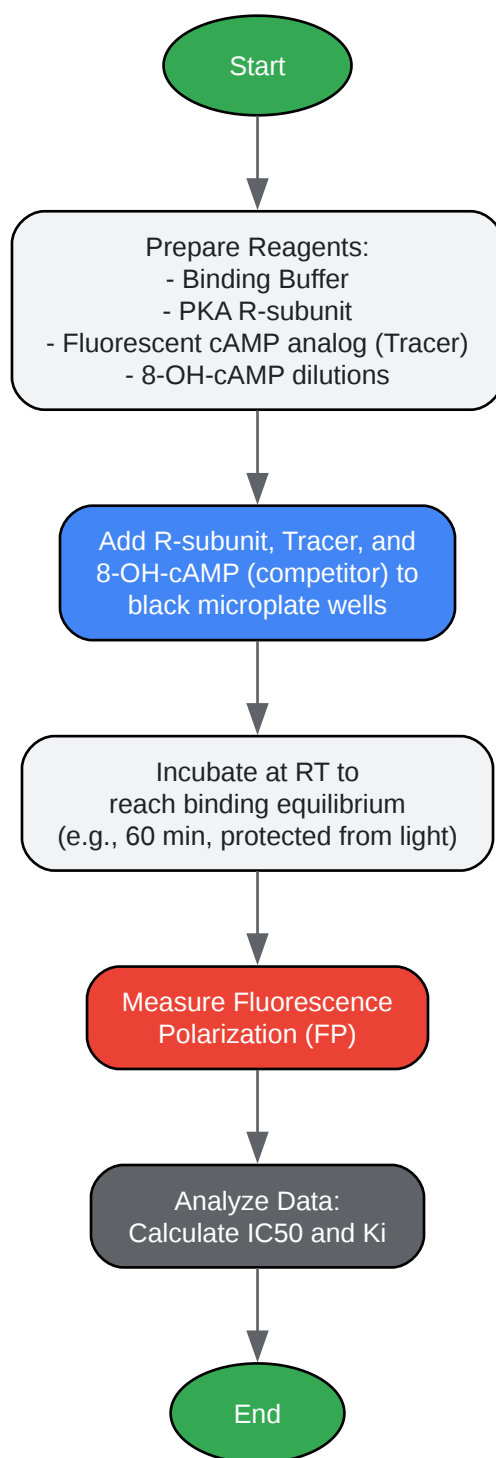 Start
Prepare Reagents:
- Binding Buffer
- PKA R-subunit
- Fluorescent cAMP analog (Tracer)
- 8-OH-cAMP dilutions
Add R-subunit, Tracer, and
8-OH-cAMP (competitor) to
black microplate wells
Incubate at RT to
reach binding equilibrium
(e.g., 60 min, protected from light)
Measure Fluorescence
Polarization (FP)
Analyze Data:
Calculate IC50 and Ki
End